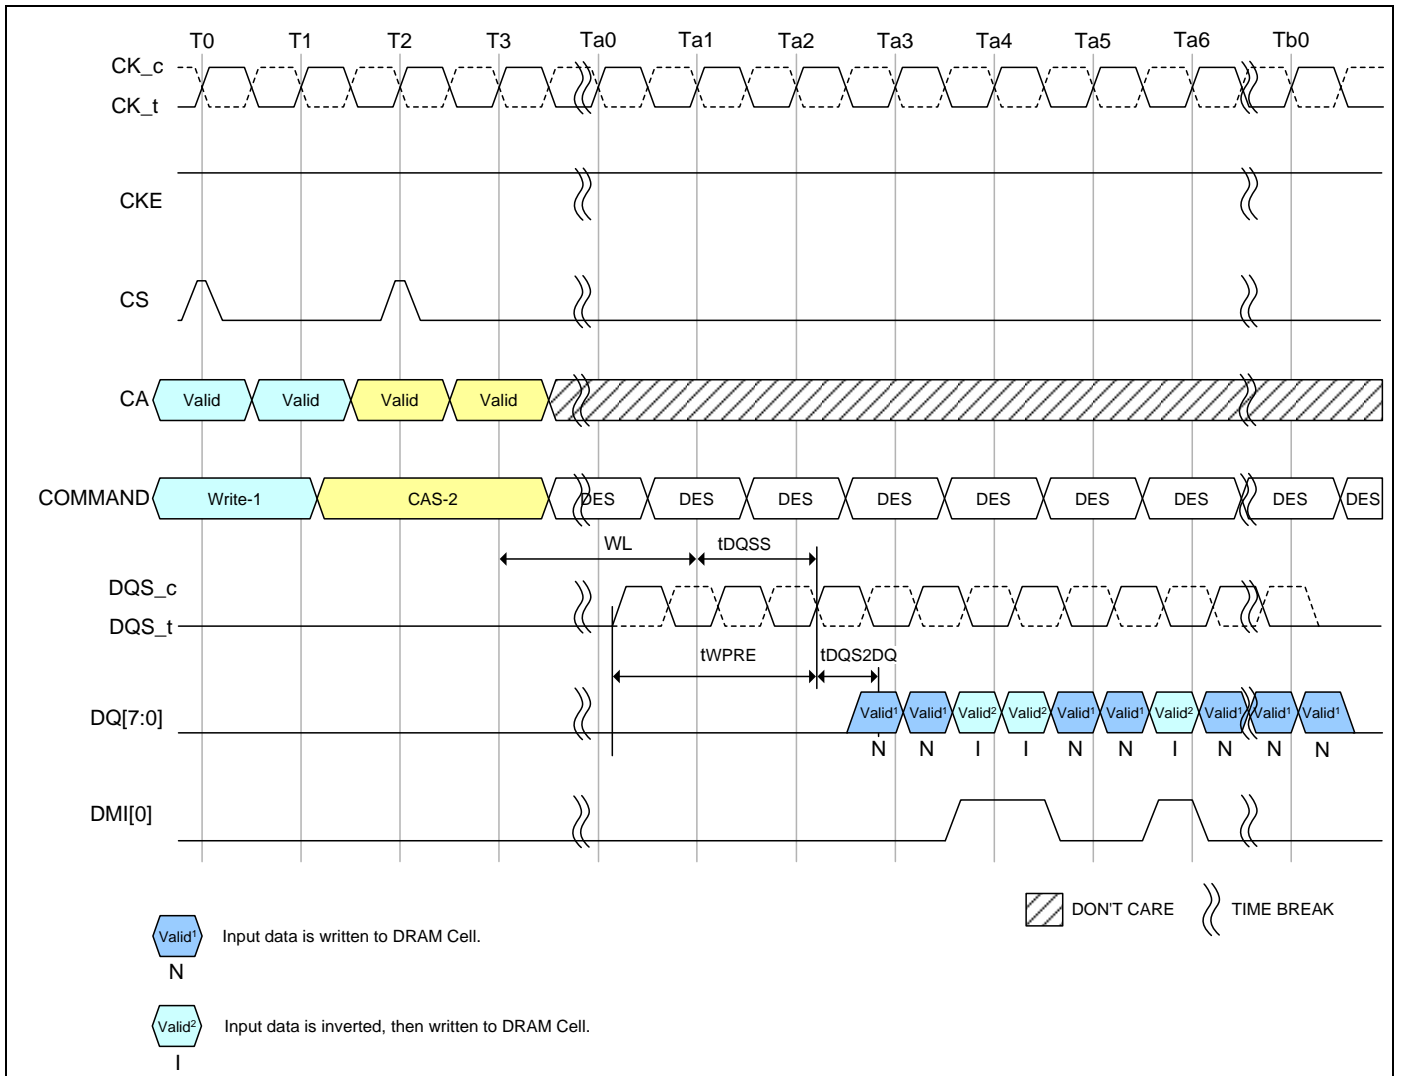 T0 T1 T2 T3 Ta0 Ta1 Ta2 Ta3 Ta4 Ta5 Ta6 Tb0
CK_c
CK_t
CKE
CS
CA Valid Valid Valid Valid
COMMAND Write-1 CAS-2 DES DES DES DES DES DES DES DES DES
WL tDQSS
DQS_c
DQS_t
tWPRE tDQS2DQ
DQ[7:0] Valid¹ Valid¹ Valid² Valid² Valid¹ Valid¹ Valid² Valid¹ Valid¹ Valid¹
N N I I N N I N N N
DMI[0]
DON'T CARE TIME BREAK
Valid¹ Input data is written to DRAM Cell.
N
Valid² Input data is inverted, then written to DRAM Cell.
I